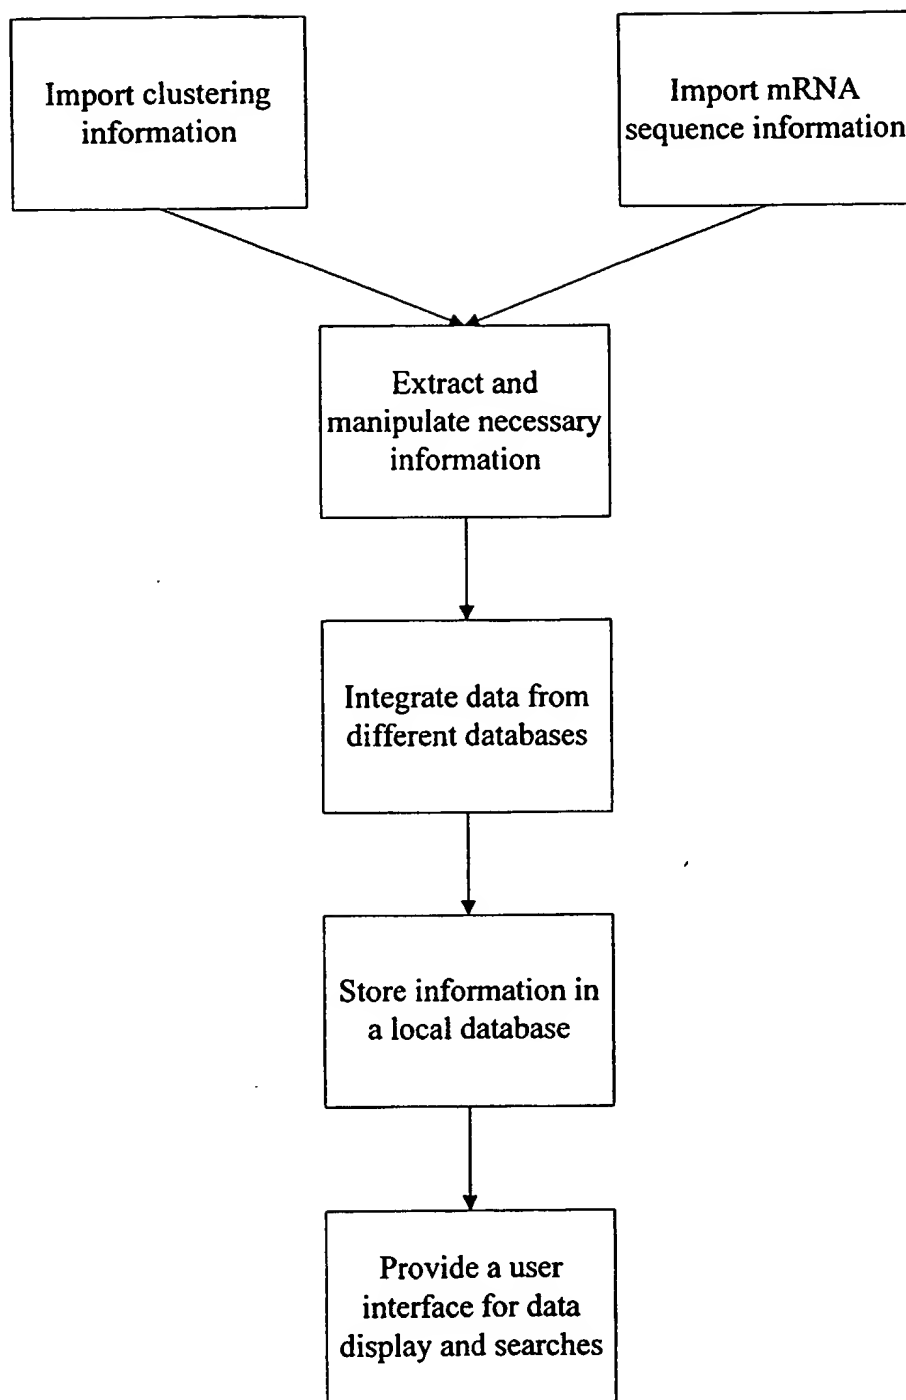 Import clustering
information
Import mRNA
sequence information
Extract and
manipulate necessary
information
Integrate data from
different databases
Store information in
a local database
Provide a user
interface for data
display and searches